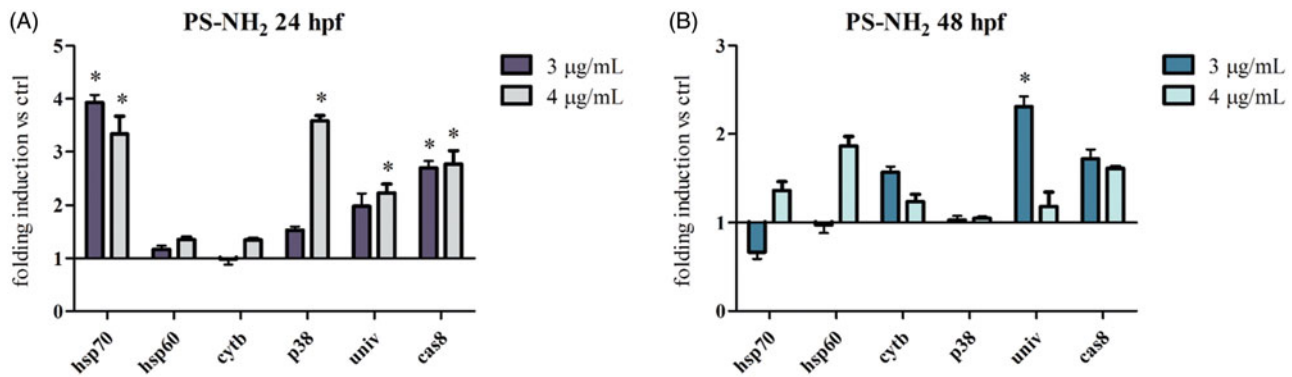 (A)
PS-NH₂ 24 hpf
folding induction vs ctrl
5
4
3
2
1
0
* * * * * *
hsp70 hsp60 cytb p38 univ cas8
3 μg/mL
4 μg/mL
(B)
PS-NH₂ 48 hpf
folding induction vs ctrl
3
2
1
0
*
hsp70 hsp60 cytb p38 univ cas8
3 μg/mL
4 μg/mL